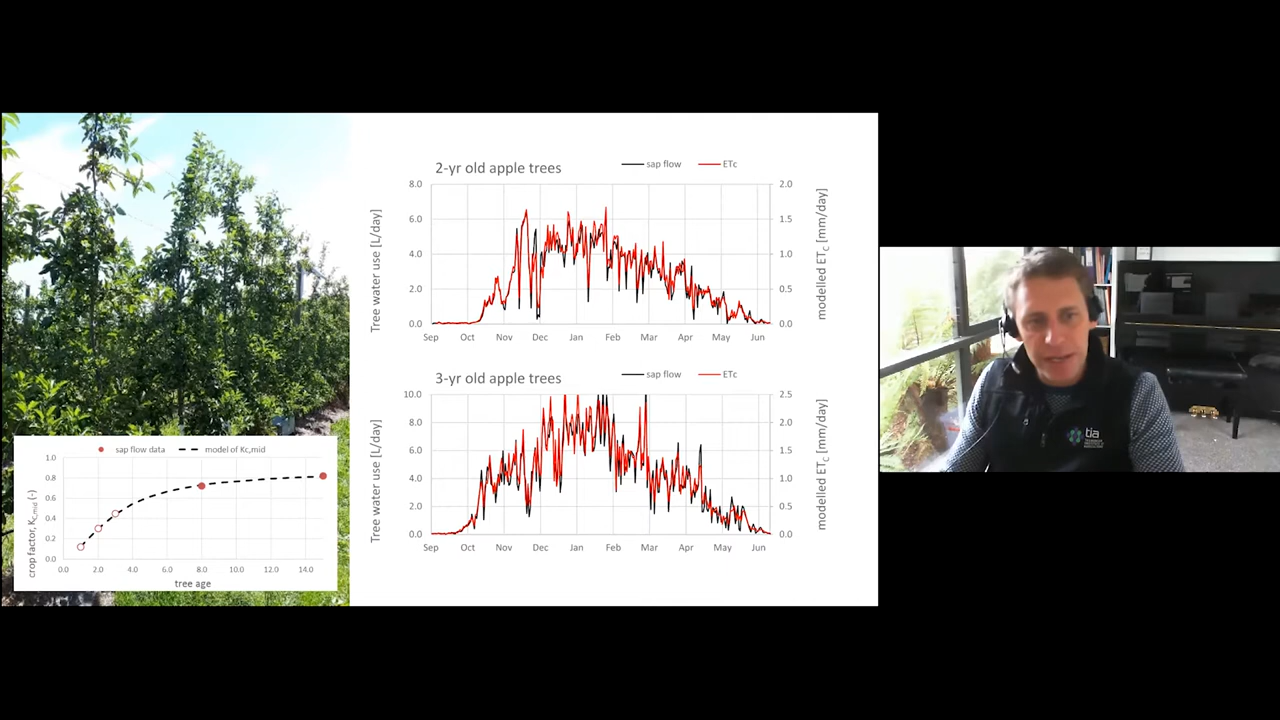 2-yr old apple trees
sap flow
ETc
8.0
6.0
4.0
2.0
0.0
2.0
1.5
1.0
0.5
0.0
Tree water use [L/day]
modelled ETC [mm/day]
Sep Oct Nov Dec Jan Feb Mar Apr May Jun
3-yr old apple trees
sap flow
ETc
10.0
8.0
6.0
4.0
2.0
0.0
2.5
2.0
1.5
1.0
0.5
0.0
Tree water use [L/day]
modelled ETC [mm/day]
Sep Oct Nov Dec Jan Feb Mar Apr May Jun
sap flow data
model of Kc,mid
1.0
0.8
0.6
0.4
0.2
0.0
crop factor, Kc,mid (-)
0.0 2.0 4.0 6.0 8.0 10.0 12.0 14.0
tree age
tia